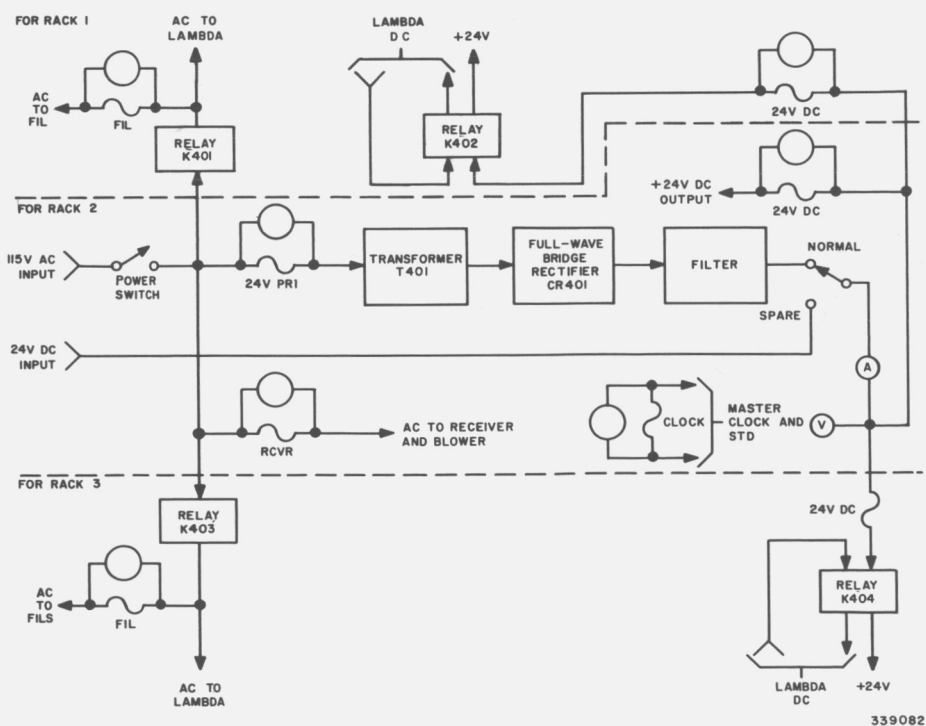 FOR RACK 1
AC TO
LAMBDA
LAMBDA
DC
+24V
AC
TO
FIL
FIL
RELAY
K401
RELAY
K402
24V DC
+24V DC
OUTPUT
24V DC
FOR RACK 2
115V AC
INPUT
POWER
SWITCH
24V PRI
TRANSFORMER
T401
FULL-WAVE
BRIDGE
RECTIFIER
CR401
FILTER
NORMAL
SPARE
24V DC
INPUT
A
RCVR
AC TO RECEIVER
AND BLOWER
CLOCK
MASTER
CLOCK AND
STD
V
FOR RACK 3
RELAY
K403
24V DC
AC
TO
FILS
FIL
RELAY
K404
AC TO
LAMBDA
LAMBDA
DC
+24V
339082